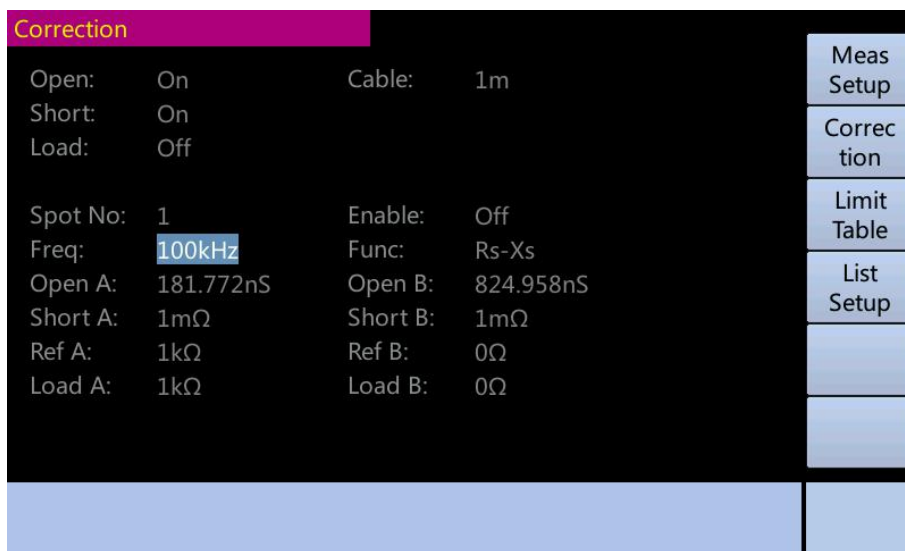 Correction
Open: On Cable: 1m
Short: On
Load: Off
Spot No: 1 Enable: Off
Freq: 100kHz Func: Rs-Xs
Open A: 181.772nS Open B: 824.958nS
Short A: 1mΩ Short B: 1mΩ
Ref A: 1kΩ Ref B: 0Ω
Load A: 1kΩ Load B: 0Ω
Meas
Setup
Correc
tion
Limit
Table
List
Setup